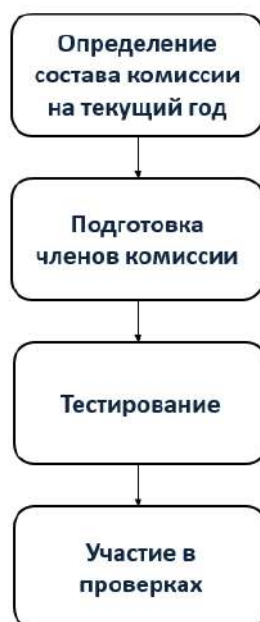 Определение
состава комиссии
на текущий год
Подготовка
членов комиссии
Тестирование
Участие в
проверках